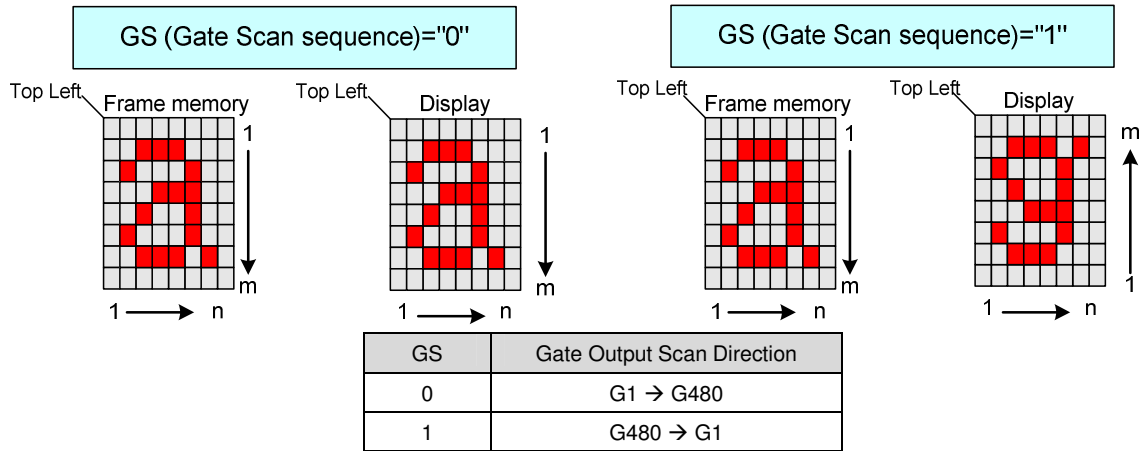 GS (Gate Scan sequence)="0"
GS (Gate Scan sequence)="1"
Top Left
Frame memory
1
m
1
n
Top Left
Display
1
m
1
n
Top Left
Frame memory
1
m
1
n
Top Left
Display
m
1
1
n
GS Gate Output Scan Direction
0 G1 → G480
1 G480 → G1